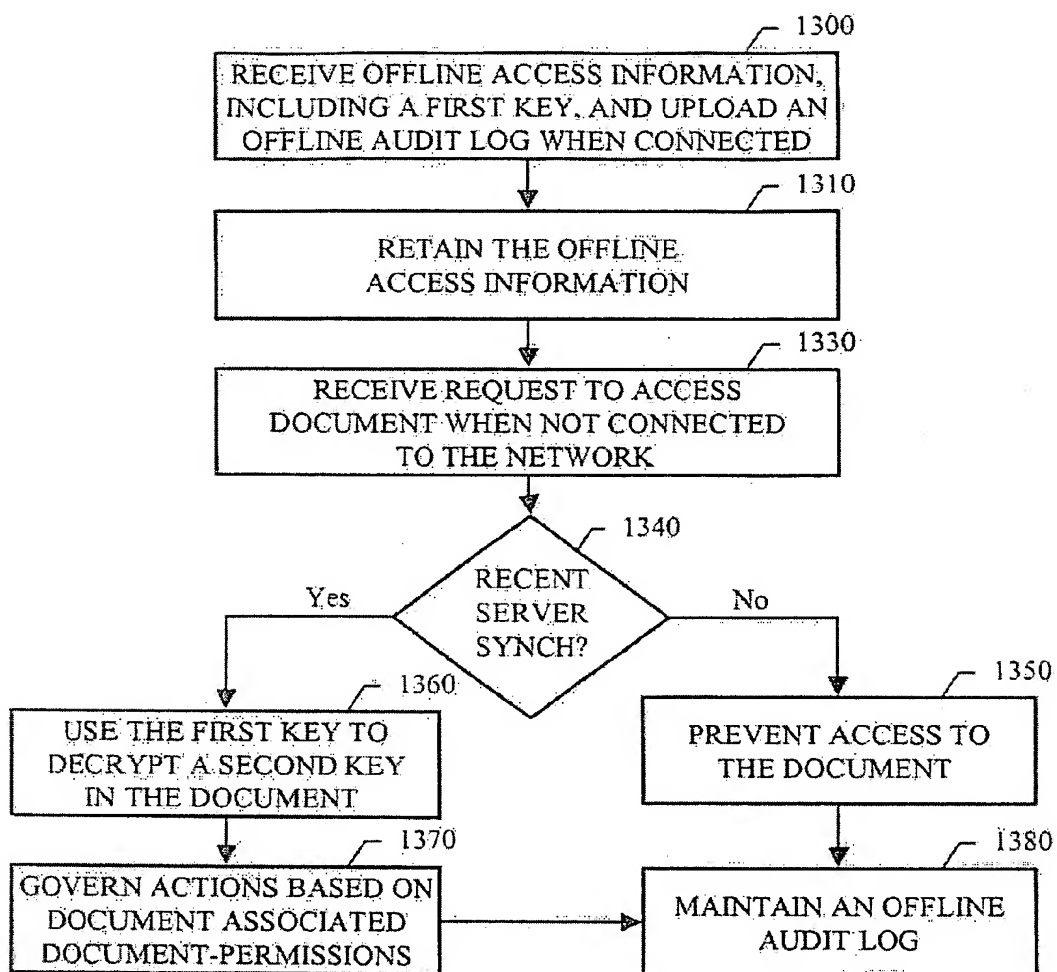 1300
RECEIVE OFFLINE ACCESS INFORMATION,
INCLUDING A FIRST KEY, AND UPLOAD AN
OFFLINE AUDIT LOG WHEN CONNECTED
1310
RETAIN THE OFFLINE
ACCESS INFORMATION
1330
RECEIVE REQUEST TO ACCESS
DOCUMENT WHEN NOT CONNECTED
TO THE NETWORK
1340
RECENT
SERVER
SYNCH?
Yes
No
1360
USE THE FIRST KEY TO
DECRYPT A SECOND KEY
IN THE DOCUMENT
1350
PREVENT ACCESS TO
THE DOCUMENT
1370
GOVERN ACTIONS BASED ON
DOCUMENT ASSOCIATED
DOCUMENT-PERMISSIONS
1380
MAINTAIN AN OFFLINE
AUDIT LOG